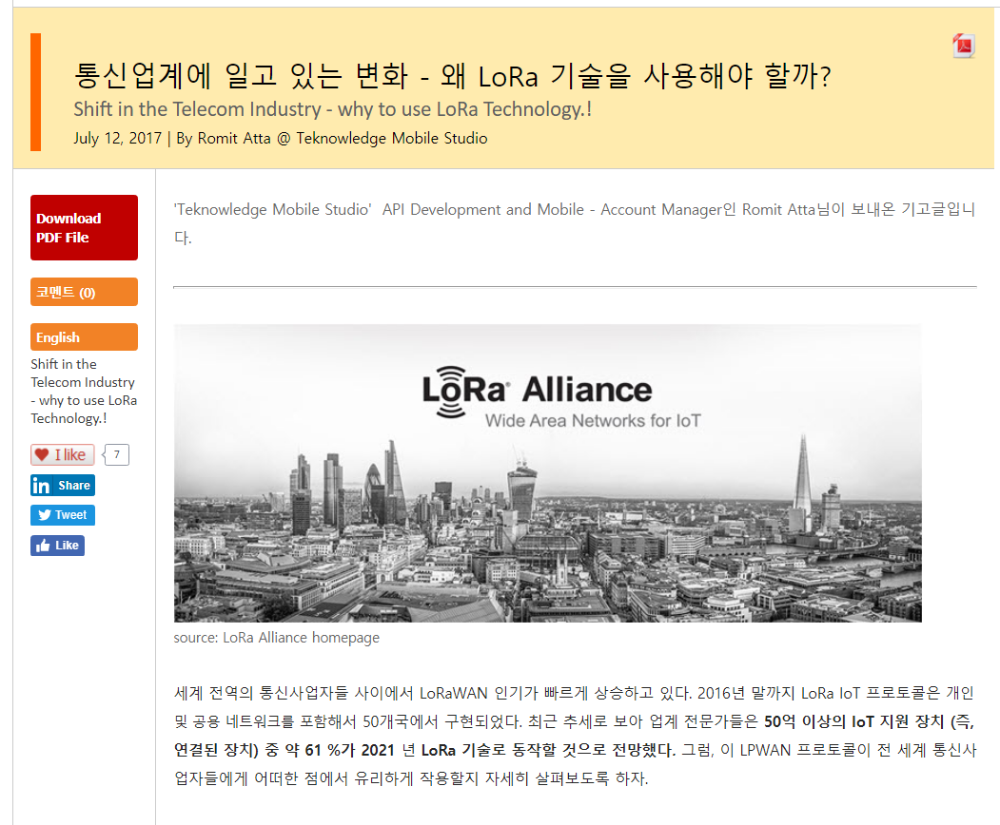 통신업계에 일고 있는 변화 - 왜 LoRa 기술을 사용해야 할까?
Shift in the Telecom Industry - why to use LoRa Technology.!
July 12, 2017 | By Romit Atta @ Teknowledge Mobile Studio
Download
PDF File
코멘트 (0)
English
Shift in the
Telecom Industry
- why to use LoRa
Technology.!
I like
7
Share
Tweet
Like
'Teknowledge Mobile Studio'  API Development and Mobile - Account Manager인 Romit Atta님이 보내온 기고글입니
다.
LoRa® Alliance
Wide Area Networks for IoT
source: LoRa Alliance homepage
세계 전역의 통신사업자들 사이에서 LoRaWAN 인기가 빠르게 상승하고 있다. 2016년 말까지 LoRa IoT 프로토콜은 개인
및 공용 네트워크를 포함해서 50개국에서 구현되었다. 최근 추세로 보아 업계 전문가들은 50억 이상의 IoT 지원 장치 (즉,
연결된 장치) 중 약 61 %가 2021 년 LoRa 기술로 동작할 것으로 전망했다. 그럼, 이 LPWAN 프로토콜이 전 세계 통신사
업자들에게 어떠한 점에서 유리하게 작용할지 자세히 살펴보도록 하자.